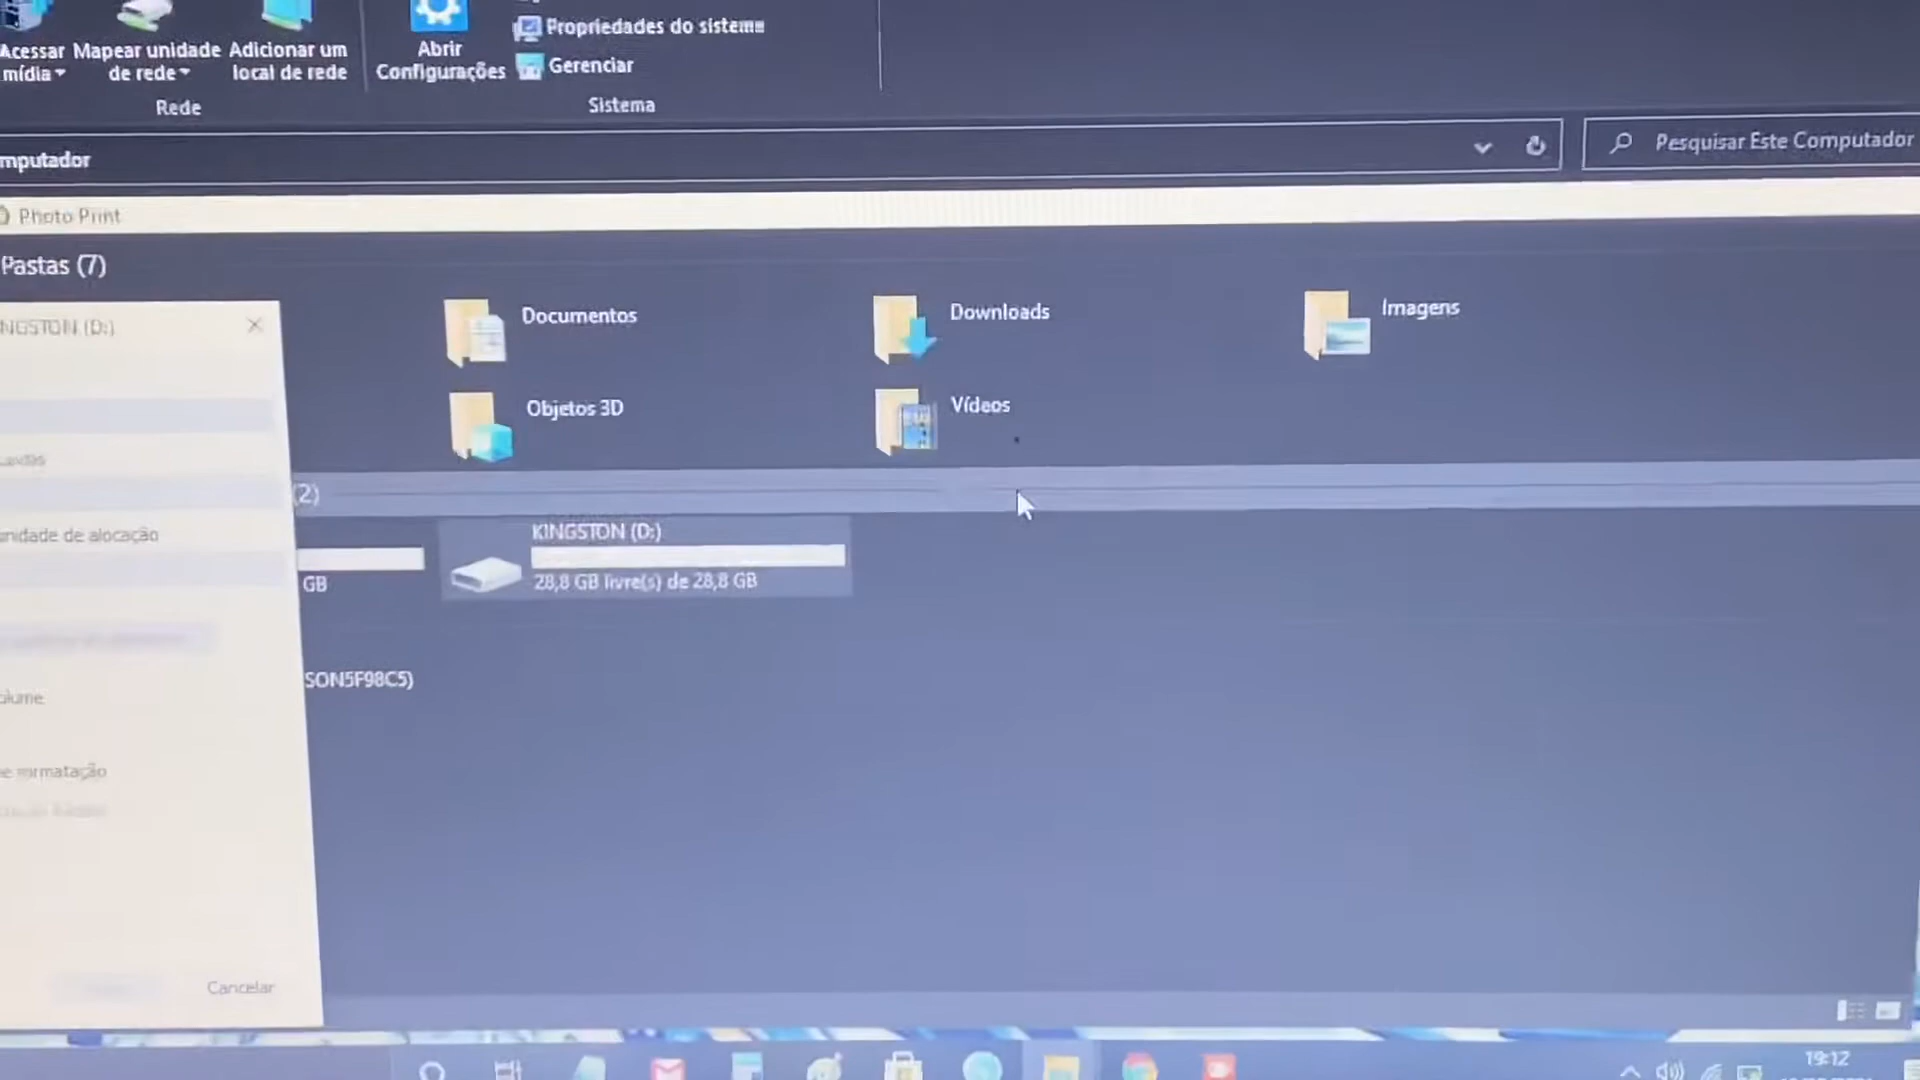 Acessar
mídia
Mapear unidade
de rede
Adicionar um
local de rede
Rede
Abrir
Configurações
Propriedades do sistema
Gerenciar
Sistema
mputador
Pesquisar Este Computador
Photo Print
Pastas (7)
Documentos
Downloads
Imagens
Objetos 3D
Vídeos
NGSTON (D:)
unidade de alocação
olume
Cancelar
(2)
GB
KINGSTON (D:)
28,8 GB livre(s) de 28,8 GB
SON5F98C5)
19:12